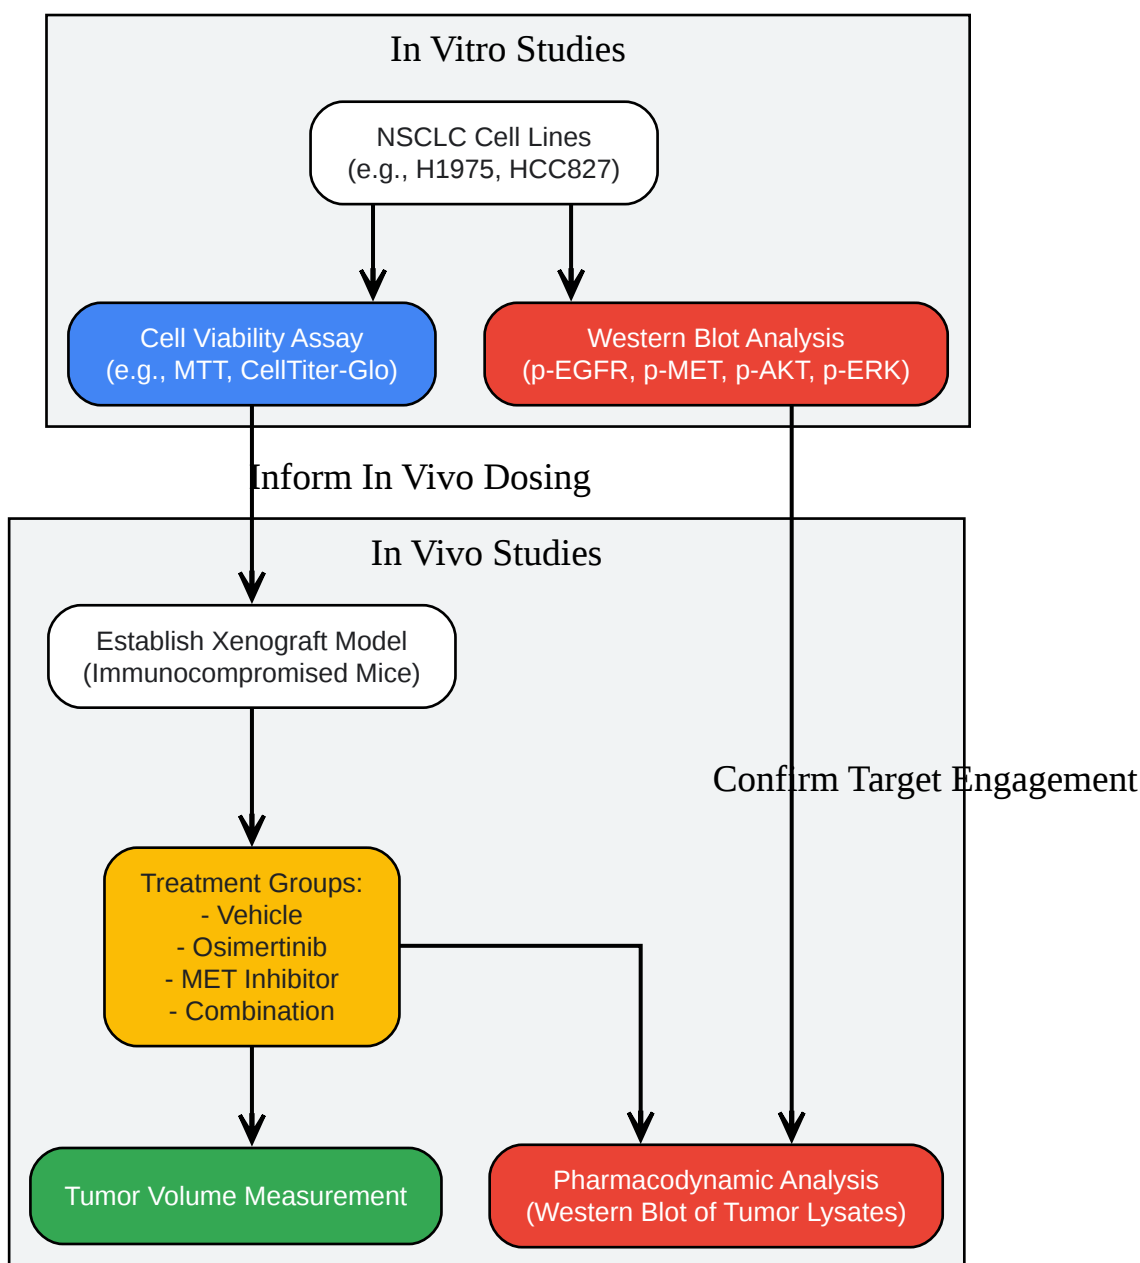 In Vitro Studies
NSCLC Cell Lines
(e.g., H1975, HCC827)
Cell Viability Assay
(e.g., MTT, CellTiter-Glo)
Western Blot Analysis
(p-EGFR, p-MET, p-AKT, p-ERK)
Inform In Vivo Dosing
In Vivo Studies
Establish Xenograft Model
(Immunocompromised Mice)
Confirm Target Engagement
Treatment Groups:
- Vehicle
- Osimertinib
- MET Inhibitor
- Combination
Tumor Volume Measurement
Pharmacodynamic Analysis
(Western Blot of Tumor Lysates)